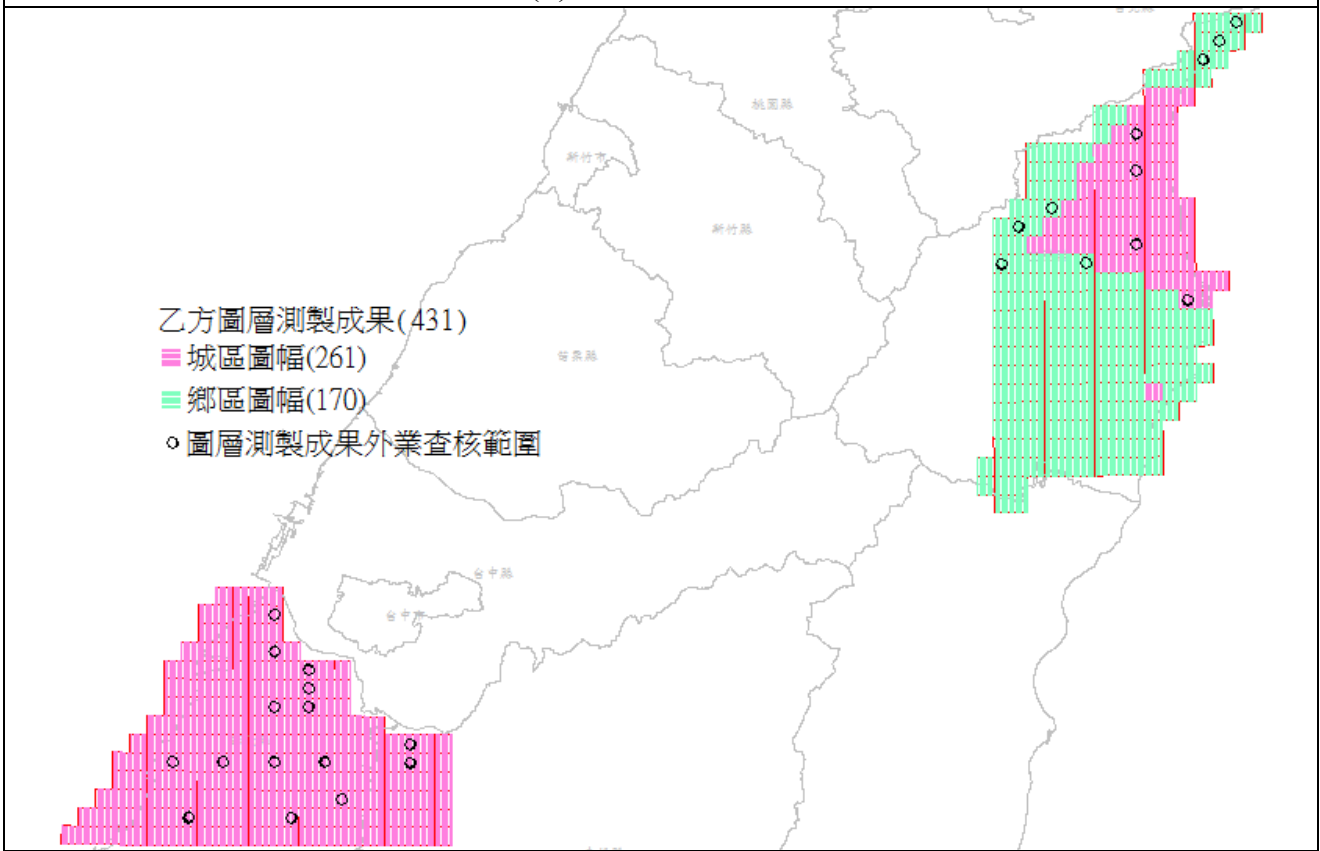 桃園縣
新竹市
新竹縣
乙方圖層測製成果(431)
城區圖幅(261)
苗栗縣
鄉區圖幅(170)
圖層測製成果外業查核範圍
台中縣
台中市